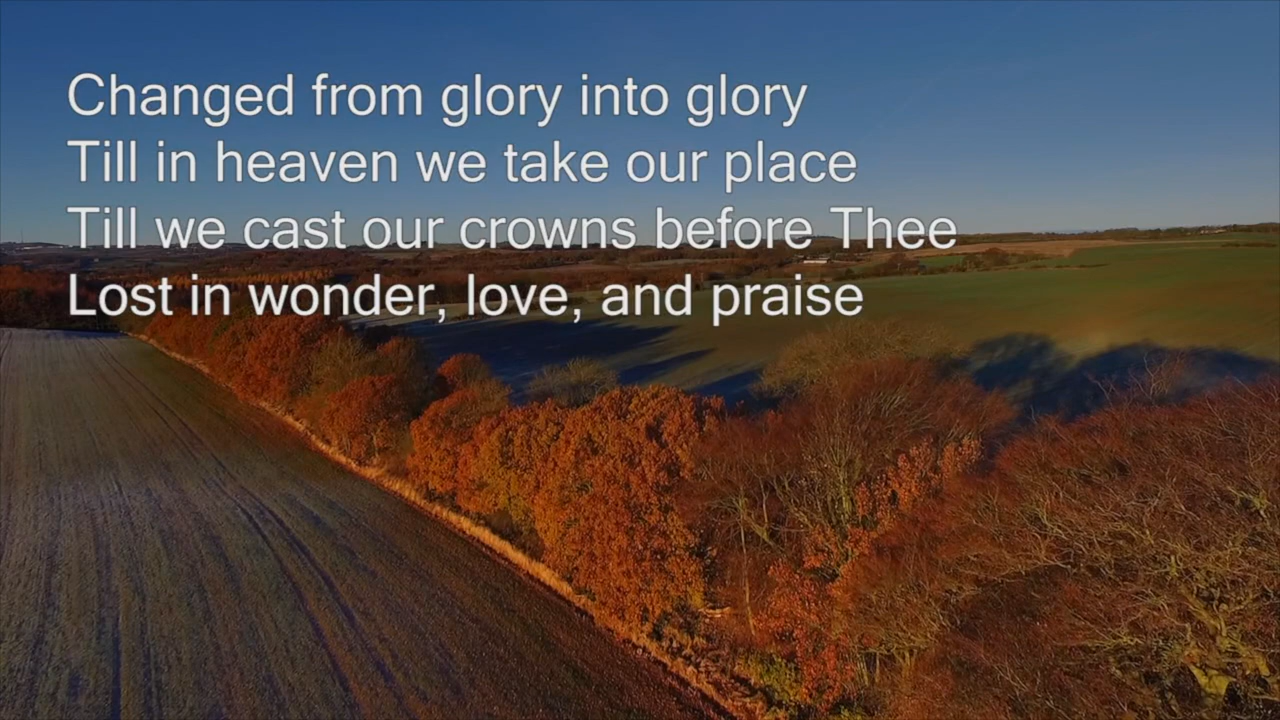 Changed from glory into glory
Till in heaven we take our place
Till we cast our crowns before Thee
Lost in wonder, love, and praise